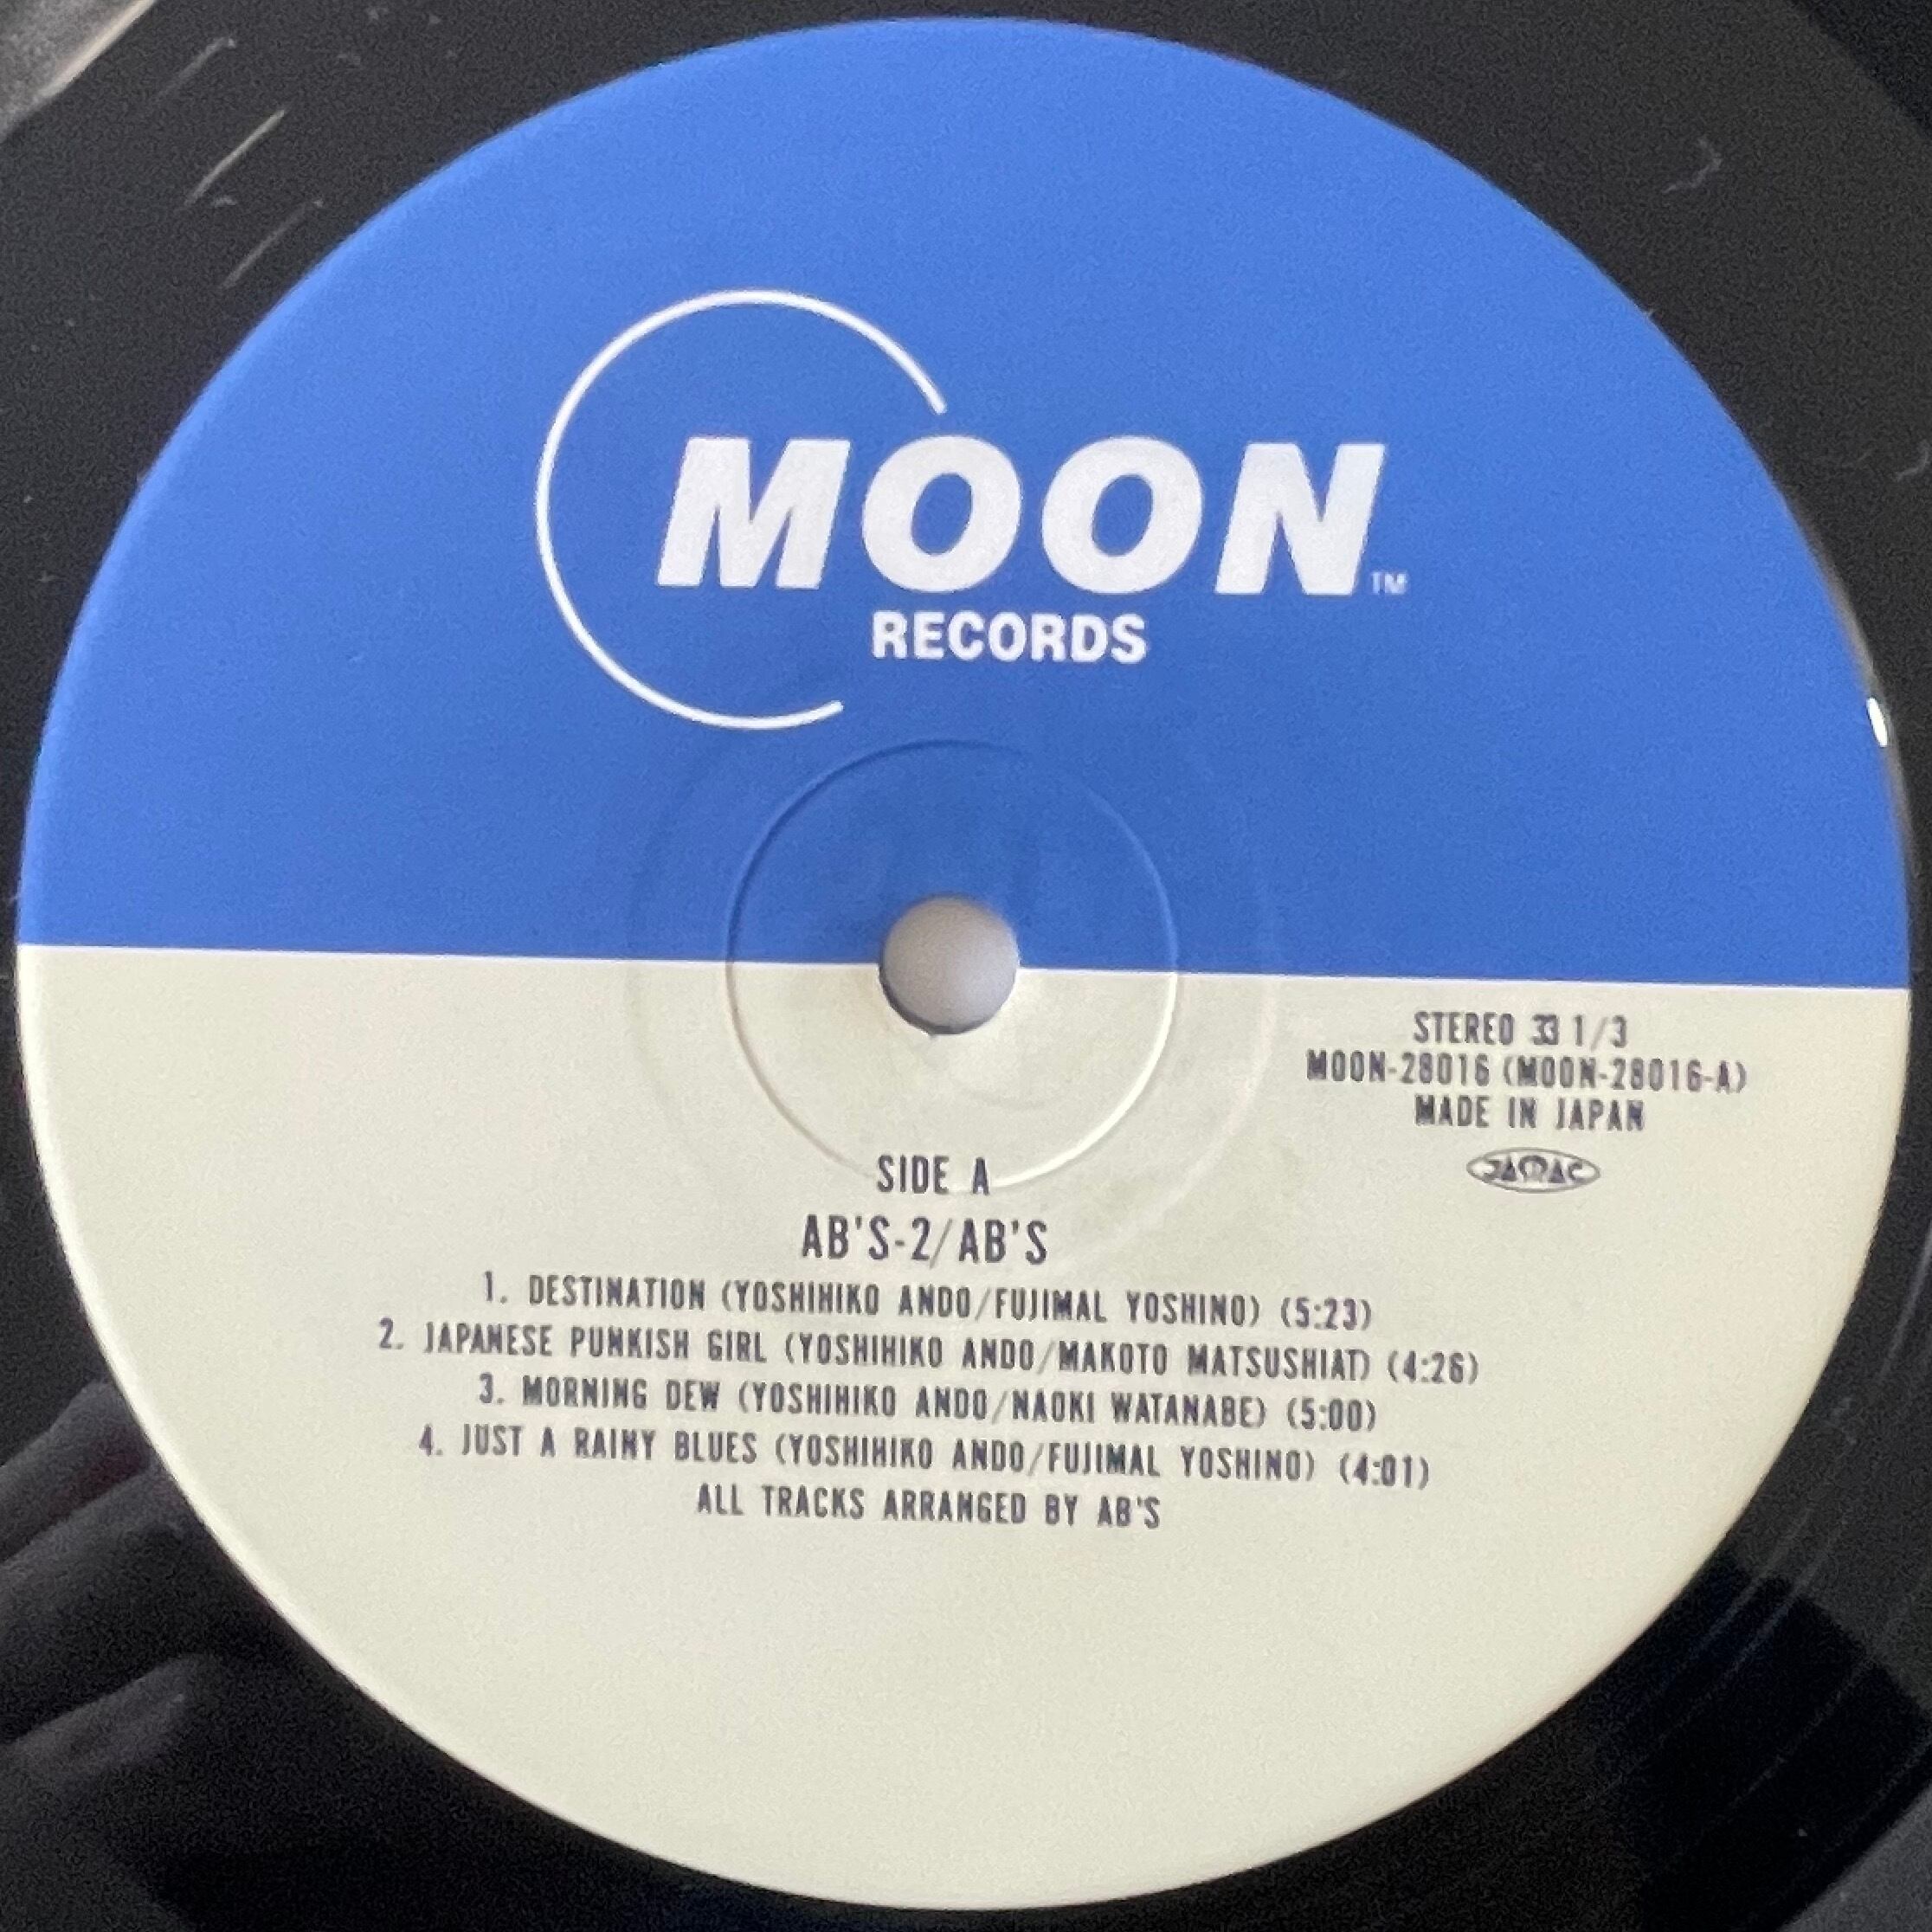 MOON™
RECORDS
STEREO 33 1/3
MOON-28016 (MOON-28016-A)
MADE IN JAPAN
SIDE A
AB'S-2/AB'S
1. DESTINATION (YOSHIHIKO ANDO/FUJIMAL YOSHINO) (5:23)
2. JAPANESE PUNKISH GIRL (YOSHIHIKO ANDO/MAKOTO MATSUSHIAT) (4:26)
3. MORNING DEW (YOSHIHIKO ANDO/NAOKI WATANABE) (5:00)
4. JUST A RAINY BLUES (YOSHIHIKO ANDO/FUJIMAL YOSHINO) (4:01)
ALL TRACKS ARRANGED BY AB'S